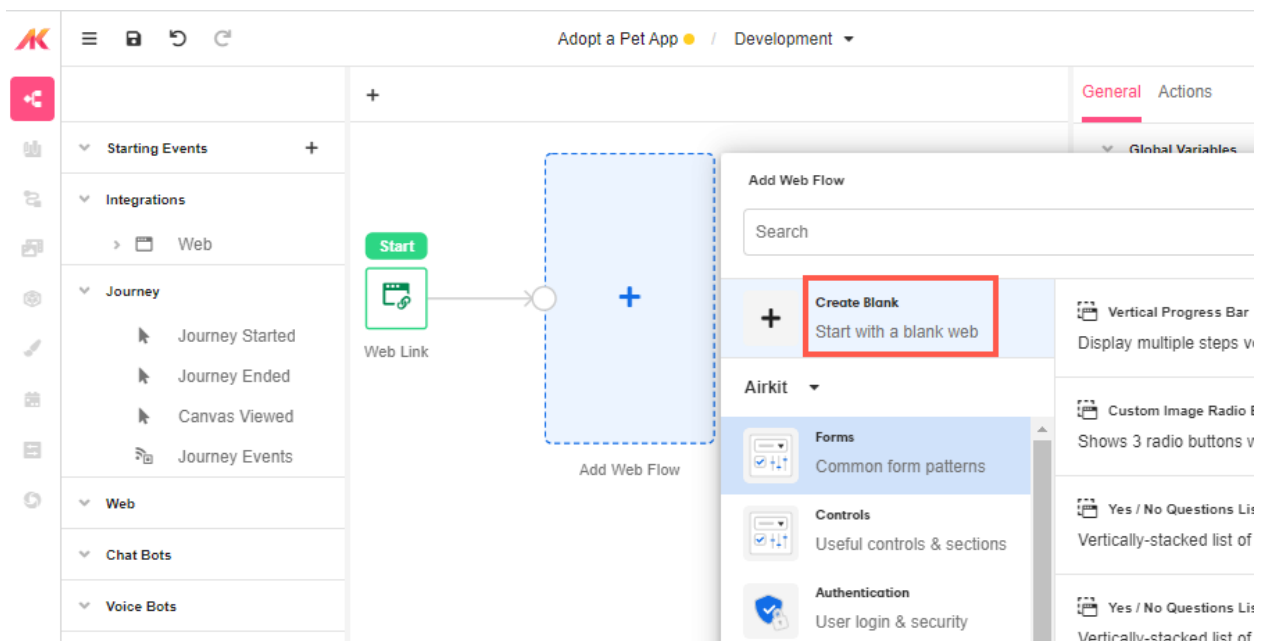 Adopt a Pet App / Development
General Actions
Starting Events
Global Variables
Integrations
Web
Journey
Journey Started
Journey Ended
Canvas Viewed
Journey Events
Web
Chat Bots
Voice Bots
Start
Web Link
Add Web Flow
Add Web Flow
Search
Create Blank
Start with a blank web
Airkit
Forms
Common form patterns
Controls
Useful controls & sections
Authentication
User login & security
Vertical Progress Bar
Display multiple steps
Custom Image Radio
Shows 3 radio buttons
Yes / No Questions
Vertically-stacked list of
Yes / No Questions
Vertically-stacked list of